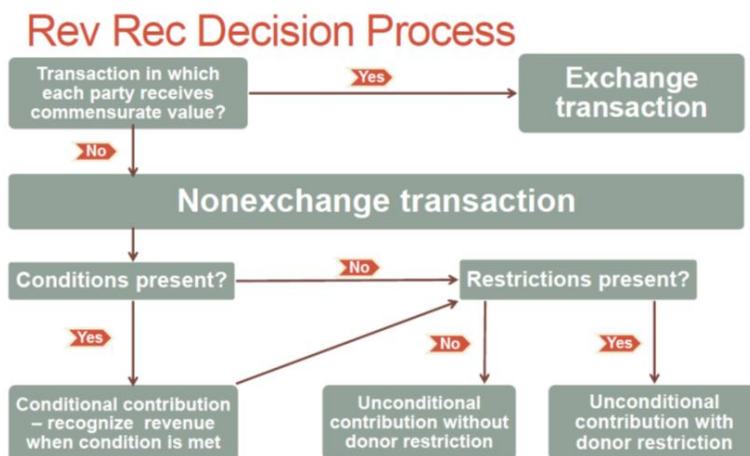 Rev Rec Decision Process
Transaction in which
each party receives
commensurate value?
Yes
Exchange
transaction
No
Nonexchange transaction
Conditions present?
No
Restrictions present?
Yes
No
Yes
Conditional contribution
– recognize revenue
when condition is met
Unconditional
contribution without
donor restriction
Unconditional
contribution with
donor restriction